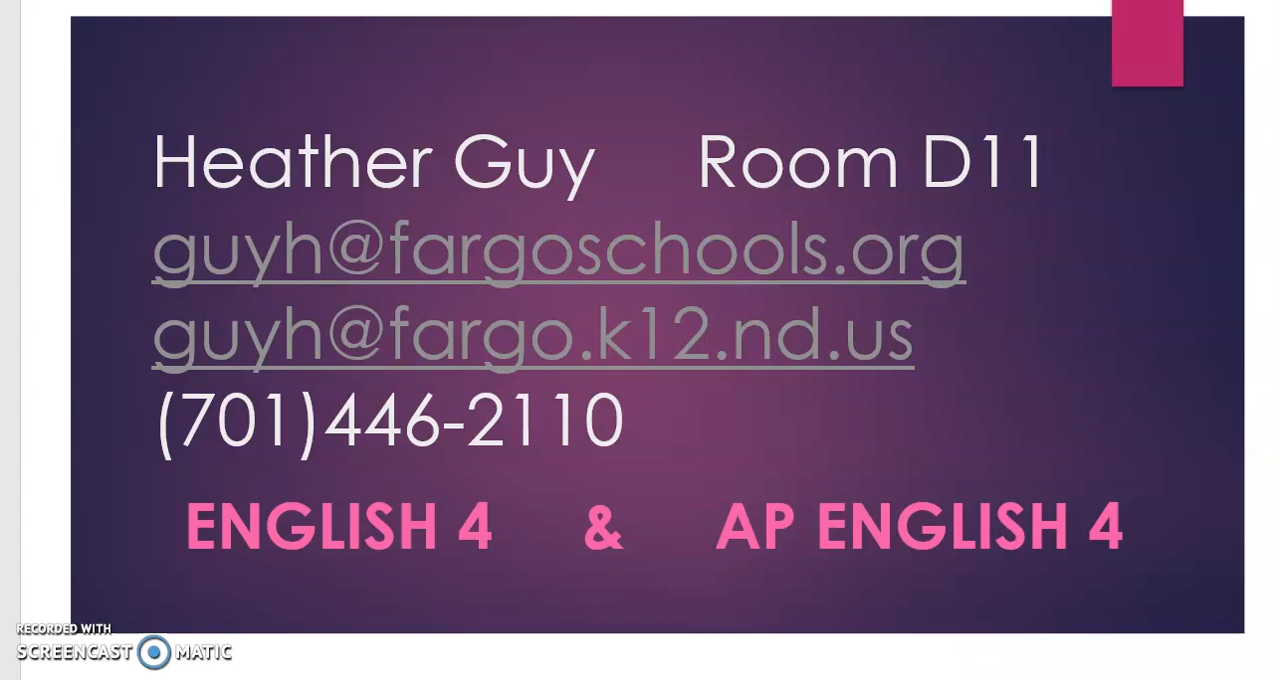 Heather Guy Room D11
guyh@fargoschools.org
guyh@fargo.k12.nd.us
(701)446-2110
ENGLISH 4 & AP ENGLISH 4
RECORDED WITH
SCREENCAST MATIC